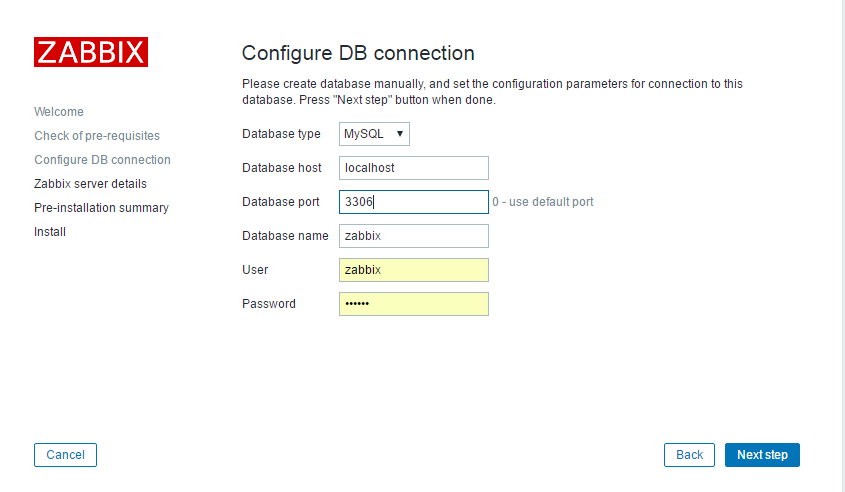 ZABBIX
Welcome
Check of pre-requisites
Configure DB connection
Zabbix server details
Pre-installation summary
Install
Configure DB connection
Please create database manually, and set the configuration parameters for connection to this
database. Press "Next step" button when done.
Database type MySQL ▼
Database host localhost
Database port 3306 0 - use default port
Database name zabbix
User zabbix
Password ••••••
Cancel
Back
Next step